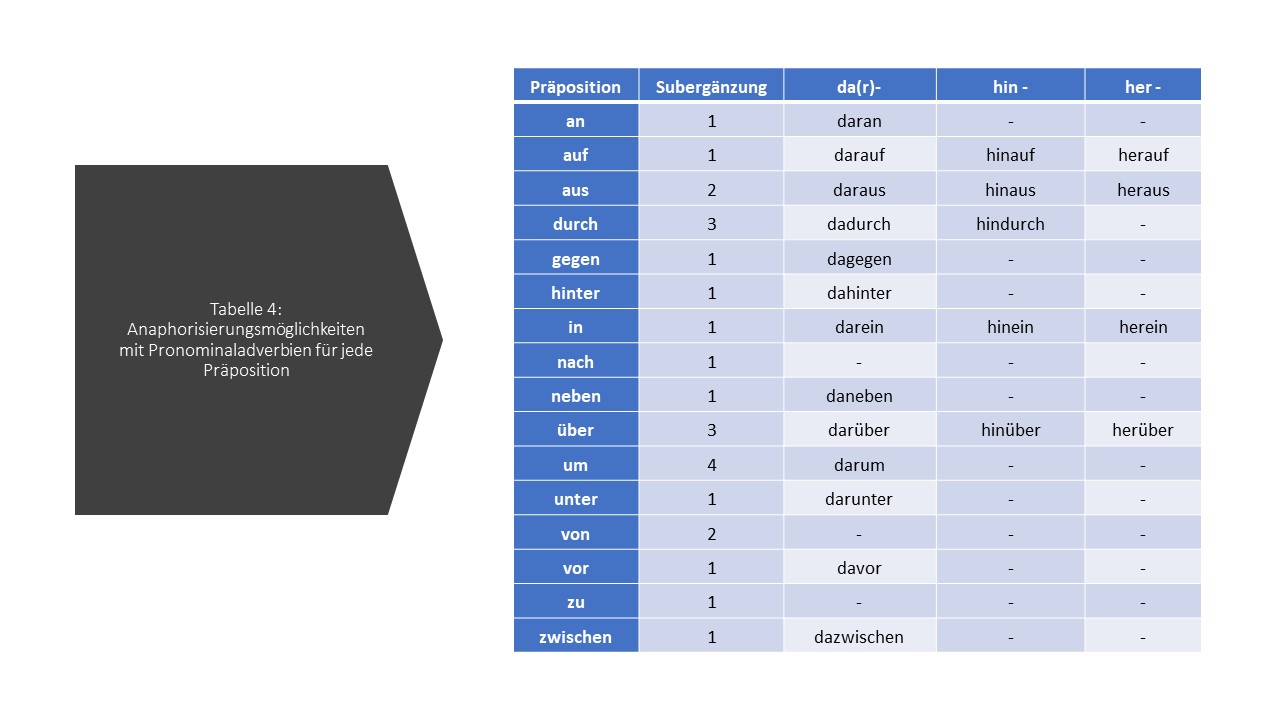 Tabelle 4:
Anaphorisierungsmöglichkeiten
mit Pronominaladverbien für jede
Präposition
Präposition Subergänzung da(r)- hin - her -
an 1 daran - -
auf 1 darauf hinauf herauf
aus 2 daraus hinaus heraus
durch 3 dadurch hindurch -
gegen 1 dagegen - -
hinter 1 dahinter - -
in 1 darein hinein herein
nach 1 - - -
neben 1 daneben - -
über 3 darüber hinüber herüber
um 4 darum - -
unter 1 darunter - -
von 2 - - -
vor 1 davor - -
zu 1 - - -
zwischen 1 dazwischen - -